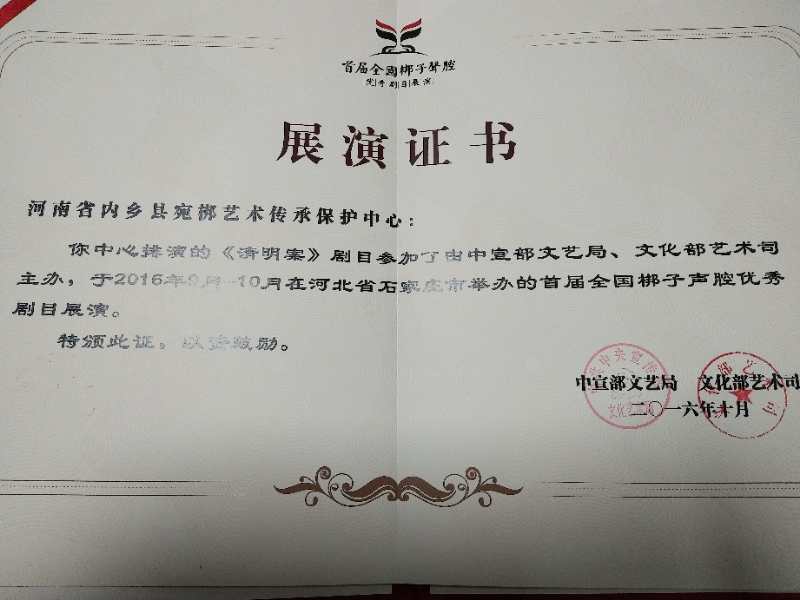 首届全國梆子聲腔
优秀剧目展演
展演证书
河南省内乡县宛梆艺术传承保护中心：
你中心排演的《清明案》剧目参加了由中宣部文艺局、文化部艺术司
主办，于2016年9月-10月在河北省石家庄市举办的首届全国梆子声腔优秀
剧目展演。
特颁此证，以资鼓励。
中宣部文艺局 文化部艺术司
二〇一六年十月